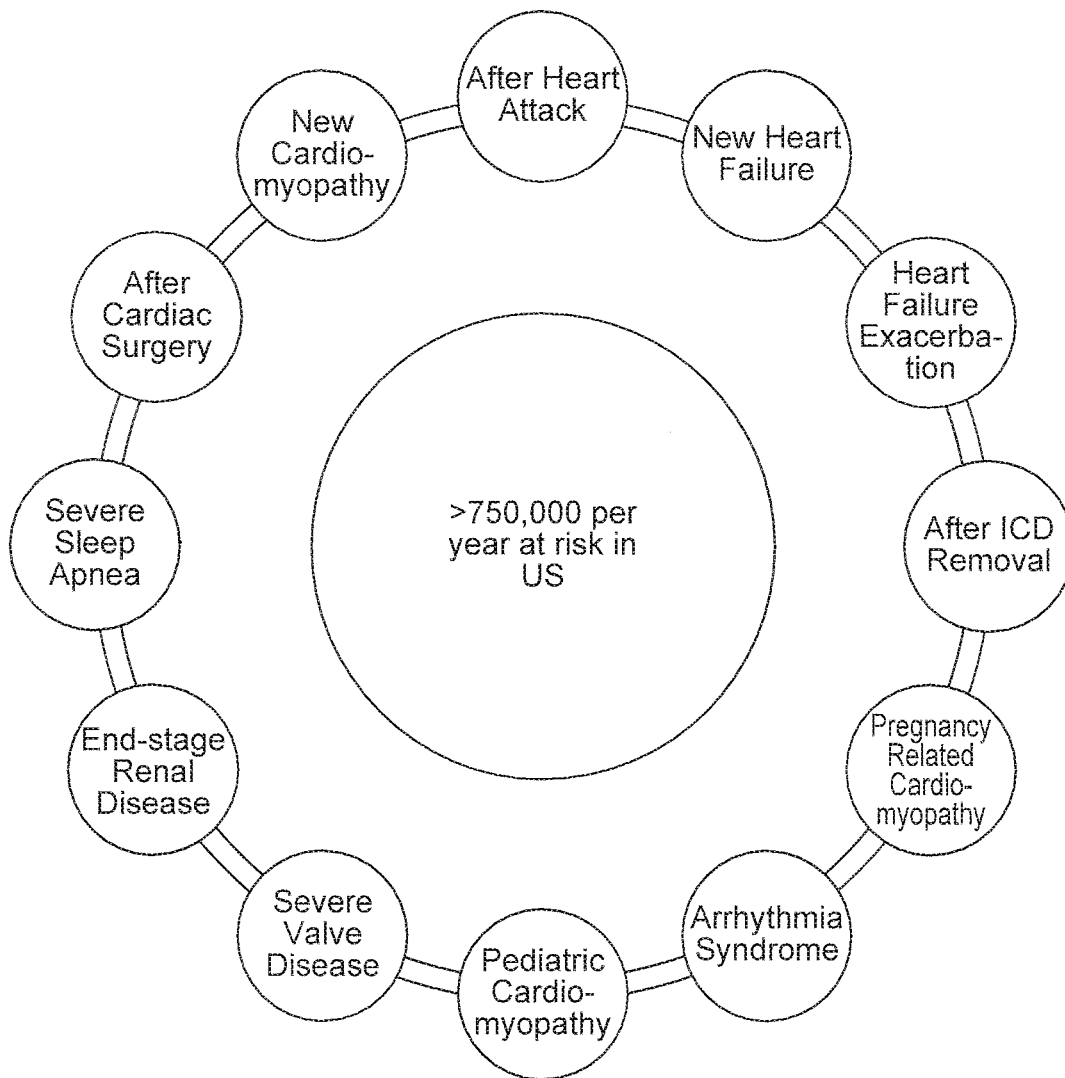 After Heart
Attack
New Heart
Failure
Heart
Failure
Exacerba-
tion
After ICD
Removal
Pregnancy
Related
Cardio-
myopathy
Arrhythmia
Syndrome
Pediatric
Cardio-
myopathy
Severe
Valve
Disease
End-stage
Renal
Disease
Severe
Sleep
Apnea
After
Cardiac
Surgery
New
Cardio-
myopathy
>750,000 per
year at risk in
US